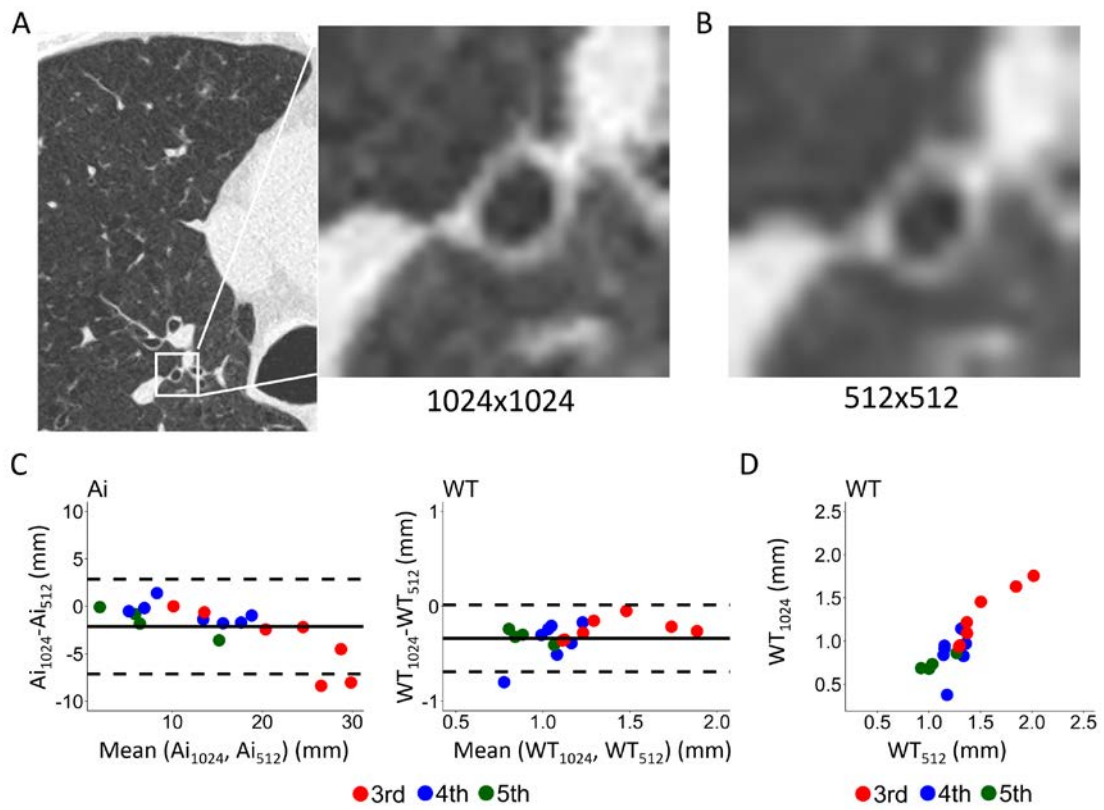 A
B
1024x1024
512x512
C
D
Ai
WT
WT
10
5
0
-5
-10
Ai1024-Ai512 (mm)
10
20
30
Mean (Ai1024, Ai512) (mm)
1
0
-1
WT1024-WT512 (mm)
0.5
1.0
1.5
2.0
Mean (WT1024, WT512) (mm)
2.5
2.0
1.5
1.0
0.5
WT1024 (mm)
0.5
1.0
1.5
2.0
2.5
WT512 (mm)
3rd 4th 5th
3rd 4th 5th